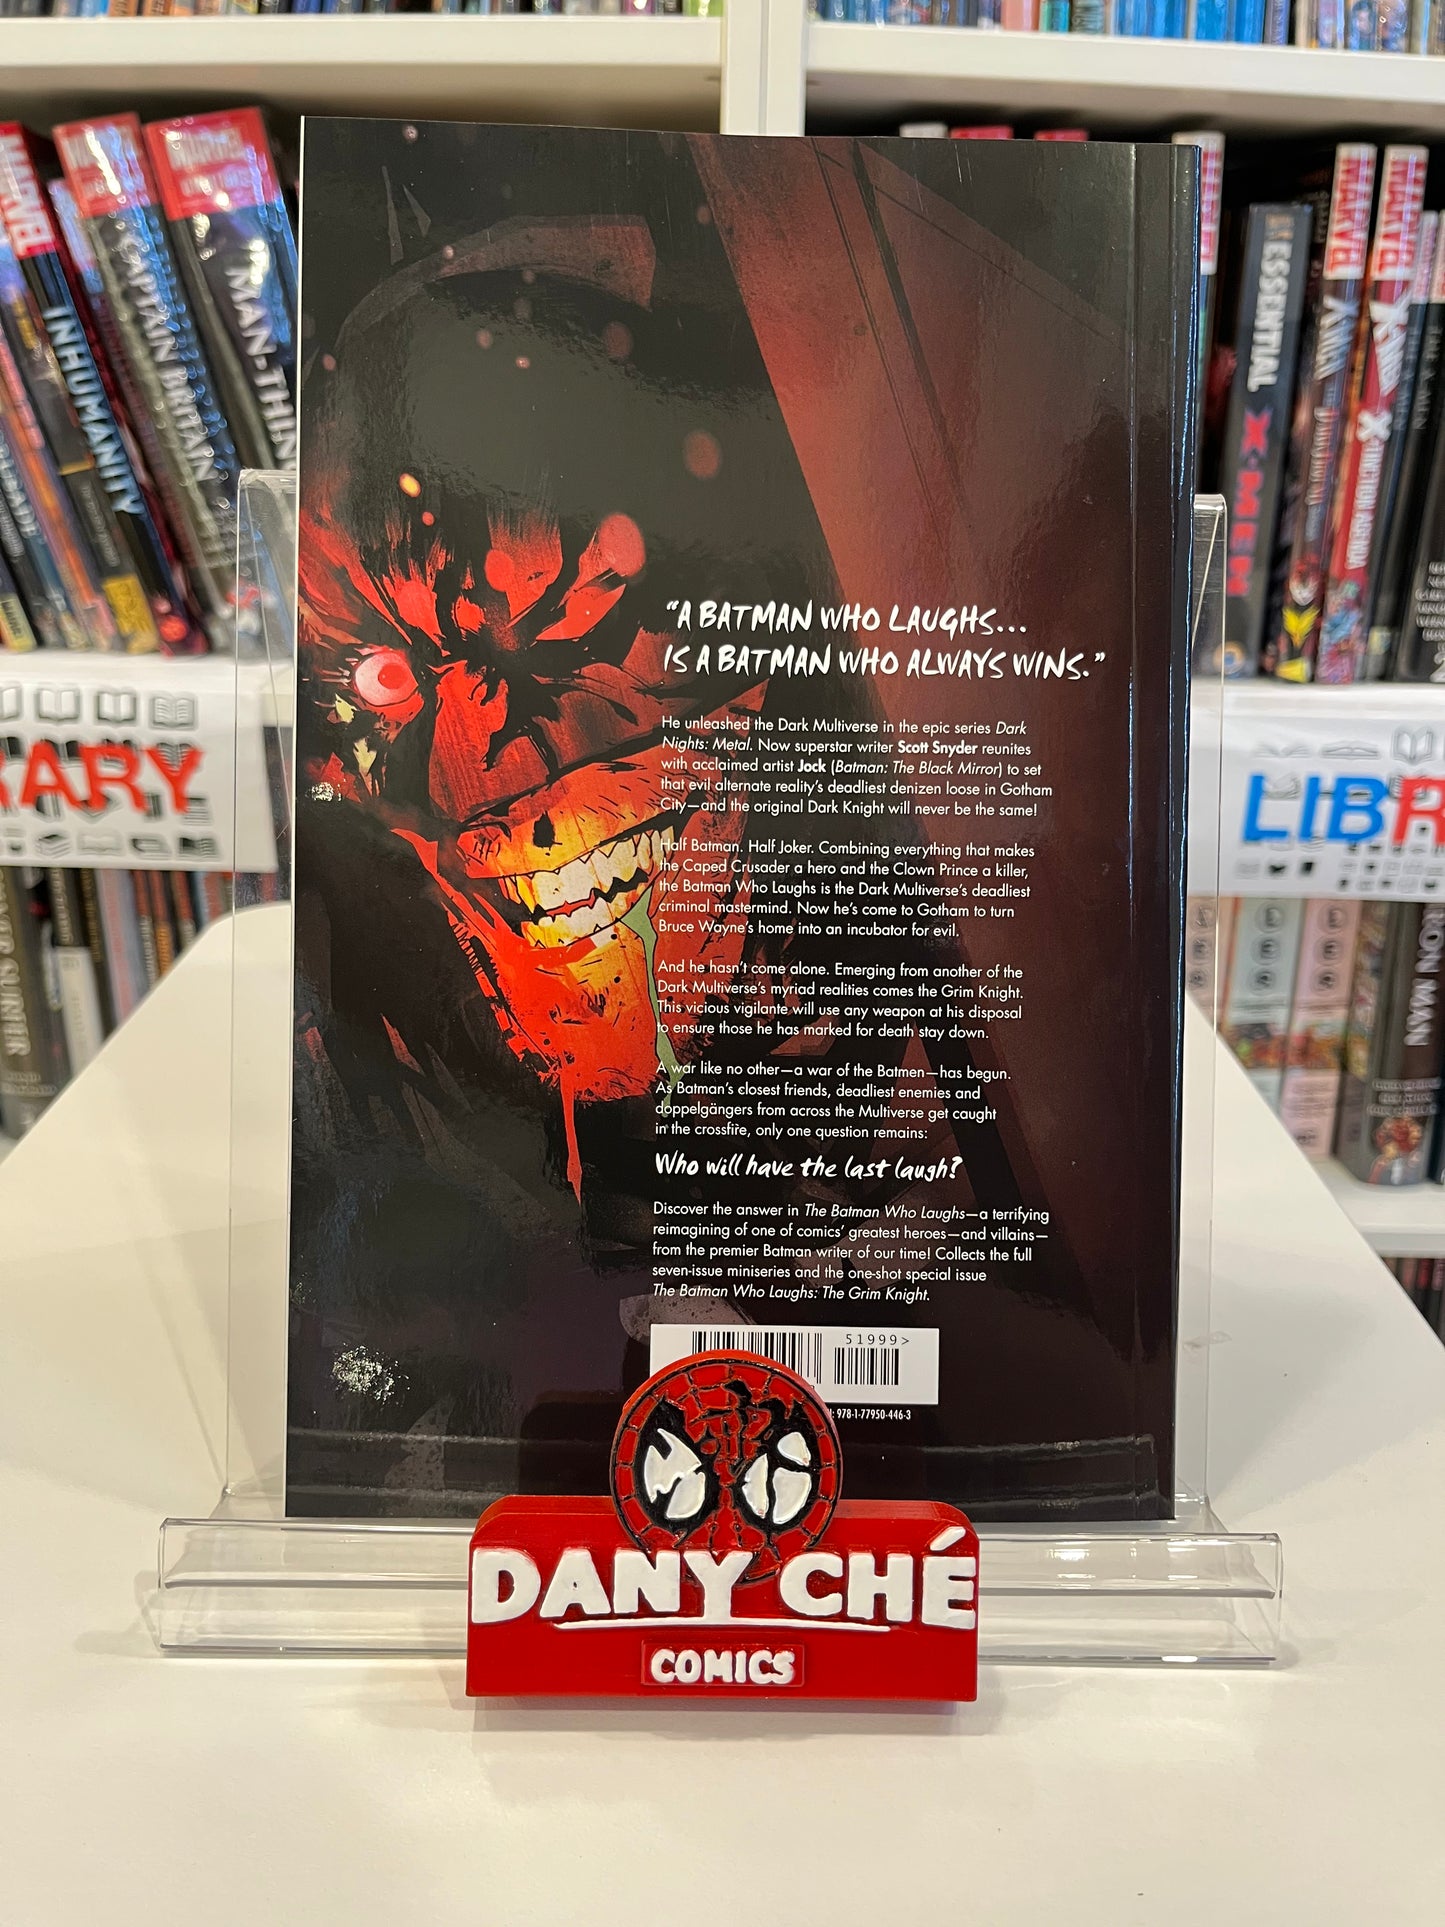 MARVEL
INHUMANITY
CAPTAIN BRITAIN
MAN-THIN
MARVEL
ESSENTIAL
X-MEN
MARVEL
MARVEL
X
"A BATMAN WHO LAUGHS...
IS A BATMAN WHO ALWAYS WINS."
He unleashed the Dark Multiverse in the epic series Dark
Nights: Metal. Now superstar writer Scott Snyder reunites
with acclaimed artist Jock (Batman: The Black Mirror) to set
that evil alternate reality's deadliest denizen loose in Gotham
City—and the original Dark Knight will never be the same!
Half Batman. Half Joker. Combining everything that makes
the Caped Crusader a hero and the Clown Prince a killer,
the Batman Who Laughs is the Dark Multiverse's deadliest
criminal mastermind. Now he's come to Gotham to turn
Bruce Wayne's home into an incubator for evil.
And he hasn't come alone. Emerging from another of the
Dark Multiverse's myriad realities comes the Grim Knight.
This vicious vigilante will use any weapon at his disposal
to ensure those he has marked for death stay down.
A war like no other—a war of the Batmen—has begun.
As Batman's closest friends, deadliest enemies and
doppelgängers from across the Multiverse get caught
in the crossfire, only one question remains:
Who will have the last laugh?
Discover the answer in The Batman Who Laughs—a terrifying
reimagining of one of comics' greatest heroes—and villains—
from the premier Batman writer of our time! Collects the full
seven-issue miniseries and the one-shot special issue
The Batman Who Laughs: The Grim Knight.
51999>
978-1-77950-446-3
RARY
LIBR
SILVER SURFER
IRON MAN
DANY CHÉ
COMICS